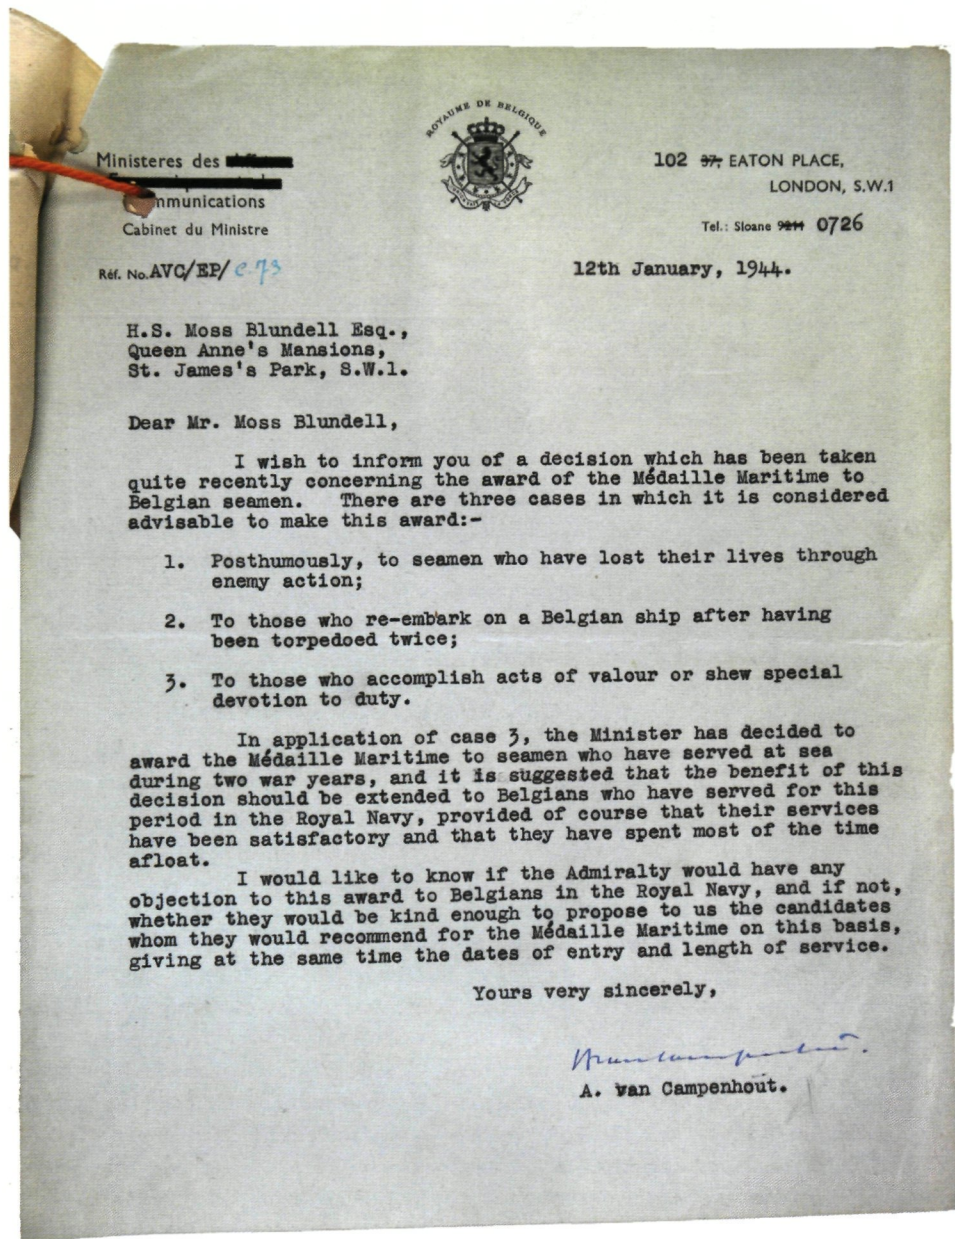 ROYAUME DE BELGIQUE
Ministeres des
mmunications
Cabinet du Ministre
Réf. No. AVC/EP/ C 73
102 37, EATON PLACE,
LONDON, S.W.1
Tel.: Sloane 9211 0726
12th January, 1944.
H.S. Moss Blundell Esq.,
Queen Anne's Mansions,
St. James's Park, S.W.1.
Dear Mr. Moss Blundell,
I wish to inform you of a decision which has been taken
quite recently concerning the award of the Médaille Maritime to
Belgian seamen. There are three cases in which it is considered
advisable to make this award:-
1. Posthumously, to seamen who have lost their lives through
enemy action;
2. To those who re-embark on a Belgian ship after having
been torpedoed twice;
3. To those who accomplish acts of valour or shew special
devotion to duty.
In application of case 3, the Minister has decided to
award the Médaille Maritime to seamen who have served at sea
during two war years, and it is suggested that the benefit of this
decision should be extended to Belgians who have served for this
period in the Royal Navy, provided of course that their services
have been satisfactory and that they have spent most of the time
afloat.
I would like to know if the Admiralty would have any
objection to this award to Belgians in the Royal Navy, and if not,
whether they would be kind enough to propose to us the candidates
whom they would recommend for the Médaille Maritime on this basis,
giving at the same time the dates of entry and length of service.
Yours very sincerely,
A. van Campenhout.